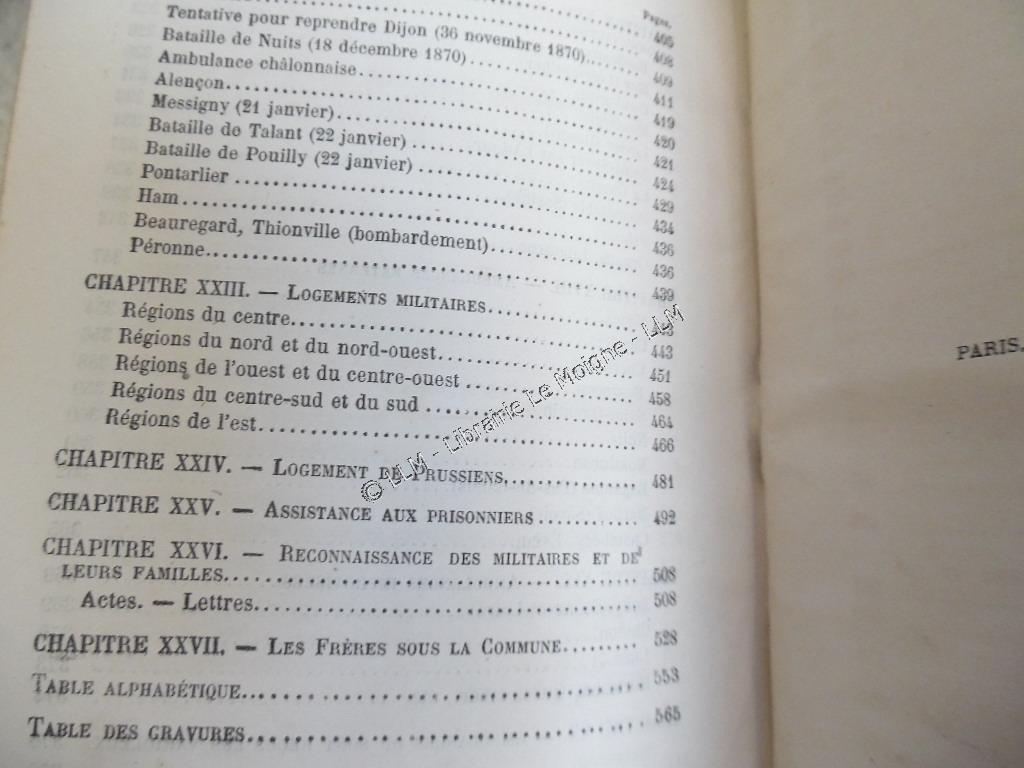 Pages.
405
408
Tentative pour reprendre Dijon (36 novembre 1870)..... 409
Bataille de Nuits (18 décembre 1870)..... 411
Ambulance châlonnaise..... 419
Alençon..... 420
Messigny (21 janvier)..... 421
Bataille de Talant (22 janvier)..... 424
Bataille de Pouilly (22 janvier)..... 429
Pontarlier..... 434
Ham..... 436
Beauregard, Thionville (bombardement)..... 436
Péronne..... 439
CHAPITRE XXIII. — LOGEMENTS MILITAIRES..... 443
Régions du centre..... 443
Régions du nord et du nord-ouest..... 451
Régions de l'ouest et du centre-ouest..... 458
Régions du centre-sud et du sud..... 464
Régions de l'est..... 466
CHAPITRE XXIV. — LOGEMENT DE PRUSSIENS..... 481
CHAPITRE XXV. — ASSISTANCE AUX PRISONNIERS..... 492
CHAPITRE XXVI. — RECONNAISSANCE DES MILITAIRES ET DE
LEURS FAMILLES..... 508
Actes. — Lettres..... 508
CHAPITRE XXVII. — LES FRÈRES SOUS LA COMMUNE..... 528
TABLE ALPHABÉTIQUE..... 553
TABLE DES GRAVURES..... 565
PARIS.
© LLM - Librairie Le Moigne - LLM